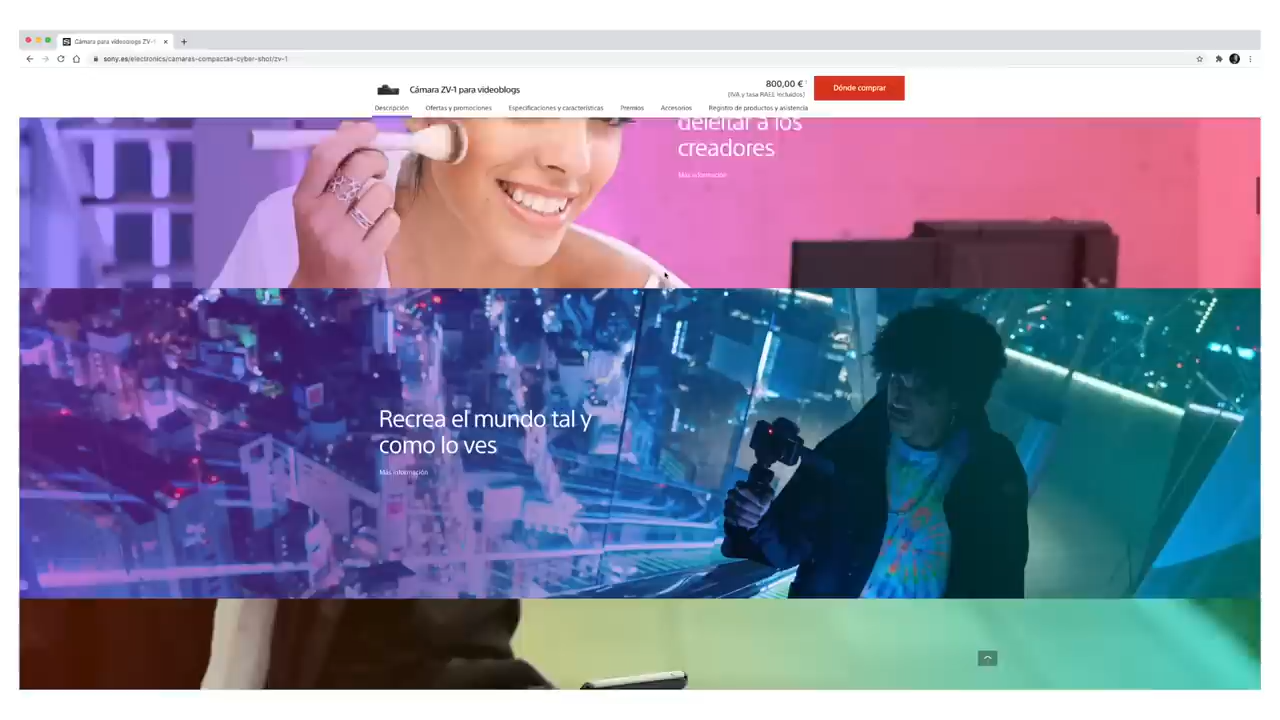 Cámara para videoblogs ZV-1
sony.es/electronics/camaras-compactas-cyber-shot/zv-1
Cámara ZV-1 para videoblogs
800,00 €
(IVA y tasa RAEE incluidos)
Dónde comprar
Descripción
Ofertas y promociones
Especificaciones y características
Premios
Accesorios
Registro de productos y asistencia
deleitar a los
creadores
Más información
Recrea el mundo tal y
como lo ves
Más información